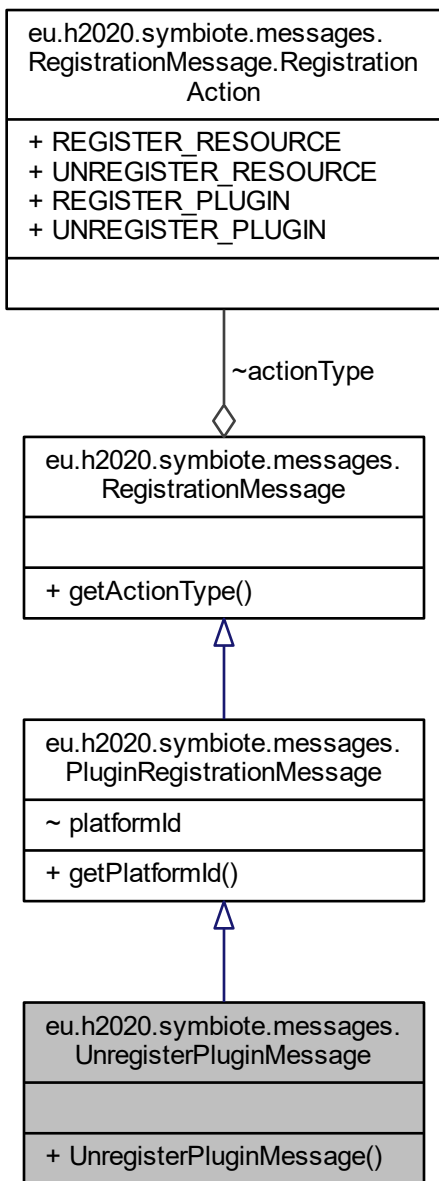 eu.h2020.symbiote.messages.
RegistrationMessage.Registration
Action
+ REGISTER_RESOURCE
+ UNREGISTER_RESOURCE
+ REGISTER_PLUGIN
+ UNREGISTER_PLUGIN
~actionType
eu.h2020.symbiote.messages.
RegistrationMessage
+ getActionType()
eu.h2020.symbiote.messages.
PluginRegistrationMessage
~ platformId
+ getPlatformId()
eu.h2020.symbiote.messages.
UnregisterPluginMessage
+ UnregisterPluginMessage()